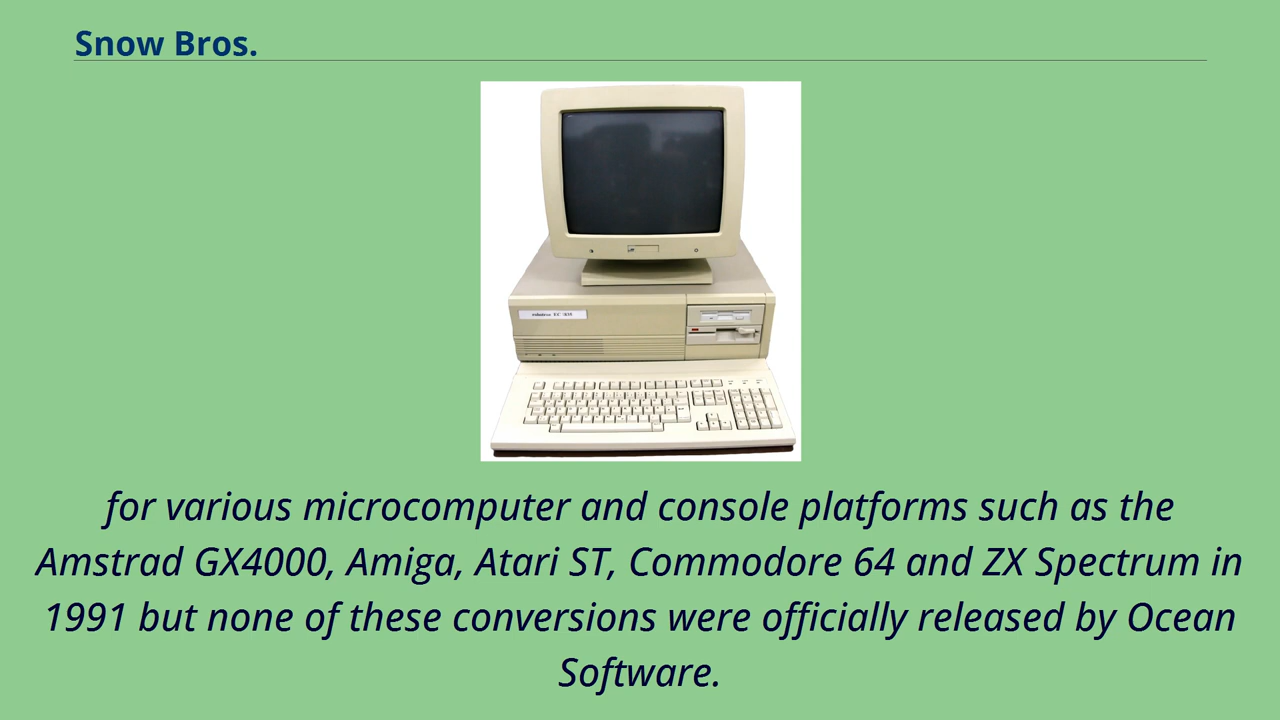 Snow Bros.
for various microcomputer and console platforms such as the
Amstrad GX4000, Amiga, Atari ST, Commodore 64 and ZX Spectrum in
1991 but none of these conversions were officially released by Ocean
Software.